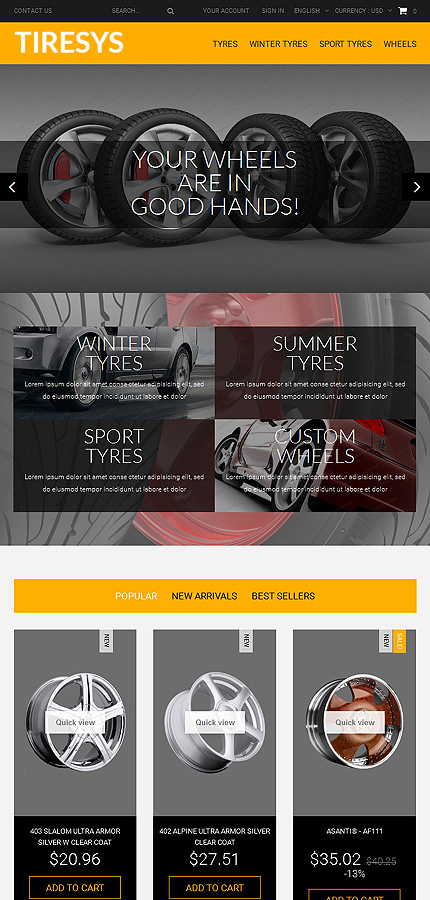 CONTACT US
SEARCH...
YOUR ACCOUNT
SIGN IN
ENGLISH
CURRENCY : USD
0
TIRESYS
TYRES
WINTER TYRES
SPORT TYRES
WHEELS
YOUR WHEELS
ARE IN
GOOD HANDS!
WINTER
TYRES
Lorem ipsum dolor sit amet conse ctetur adipisicing elit, sed
do eiusmod tempor incididunt ut labore et dolor
SUMMER
TYRES
Lorem ipsum dolor sit amet conse ctetur adipisicing elit, sed
do eiusmod tempor incididunt ut labore et dolor
SPORT
TYRES
Lorem ipsum dolor sit amet conse ctetur adipisicing elit, sed
do eiusmod tempor incididunt ut labore et dolor
CUSTOM
WHEELS
Lorem ipsum dolor sit amet conse ctetur adipisicing elit, sed
do eiusmod tempor incididunt ut labore et dolor
POPULAR
NEW ARRIVALS
BEST SELLERS
NEW
Quick view
403 SLALOM ULTRA ARMOR
SILVER W CLEAR COAT
$20.96
ADD TO CART
NEW
Quick view
402 ALPINE ULTRA ARMOR SILVER
CLEAR COAT
$27.51
ADD TO CART
NEW
SALE!
Quick view
ASANTI® - AF111
$35.02 $40.25
-13%
ADD TO CART